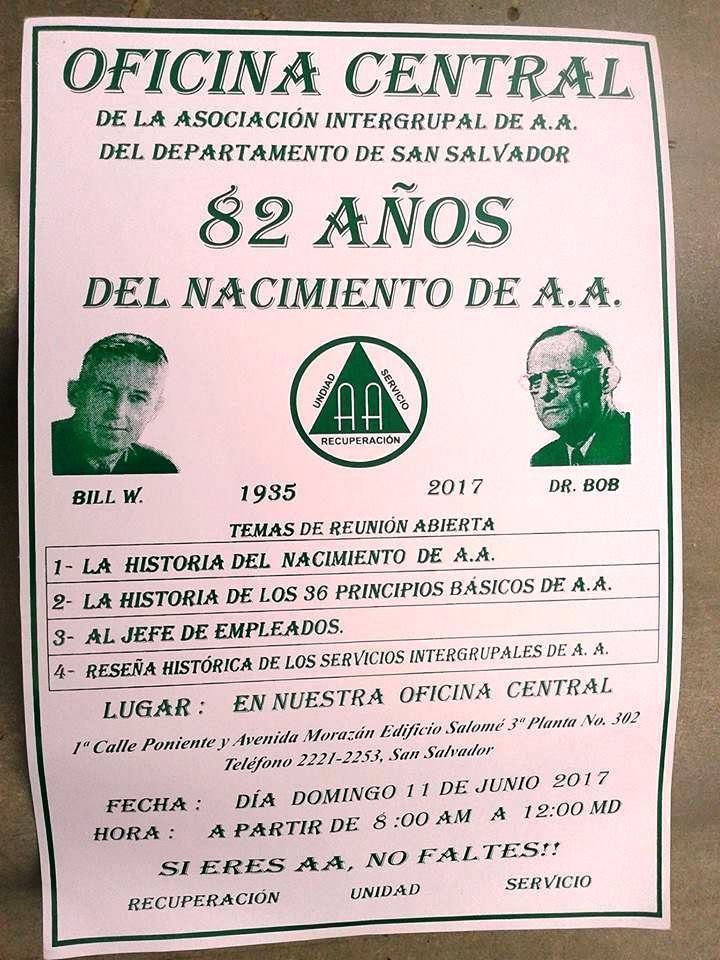 OFICINA CENTRAL
DE LA ASOCIACIÓN INTERGRUPAL DE A.A.
DEL DEPARTAMENTO DE SAN SALVADOR
82 AÑOS
DEL NACIMIENTO DE A.A.
UNDIAD SERVICIO
AA
RECUPERACIÓN
BILL W. 1935 2017 DR. BOB
TEMAS DE REUNIÓN ABIERTA
1- LA HISTORIA DEL NACIMIENTO DE A.A.
2- LA HISTORIA DE LOS 36 PRINCIPIOS BÁSICOS DE A.A.
3- AL JEFE DE EMPLEADOS.
4- RESEÑA HISTÓRICA DE LOS SERVICIOS INTERGRUPALES DE A. A.
LUGAR : EN NUESTRA OFICINA CENTRAL
1ª Calle Poniente y Avenida Morazán Edificio Salomé 3ª Planta No. 302
Teléfono 2221-2253, San Salvador
FECHA : DÍA DOMINGO 11 DE JUNIO 2017
HORA : A PARTIR DE 8 :00 AM A 12:00 MD
SI ERES AA, NO FALTES!!
RECUPERACIÓN UNIDAD SERVICIO